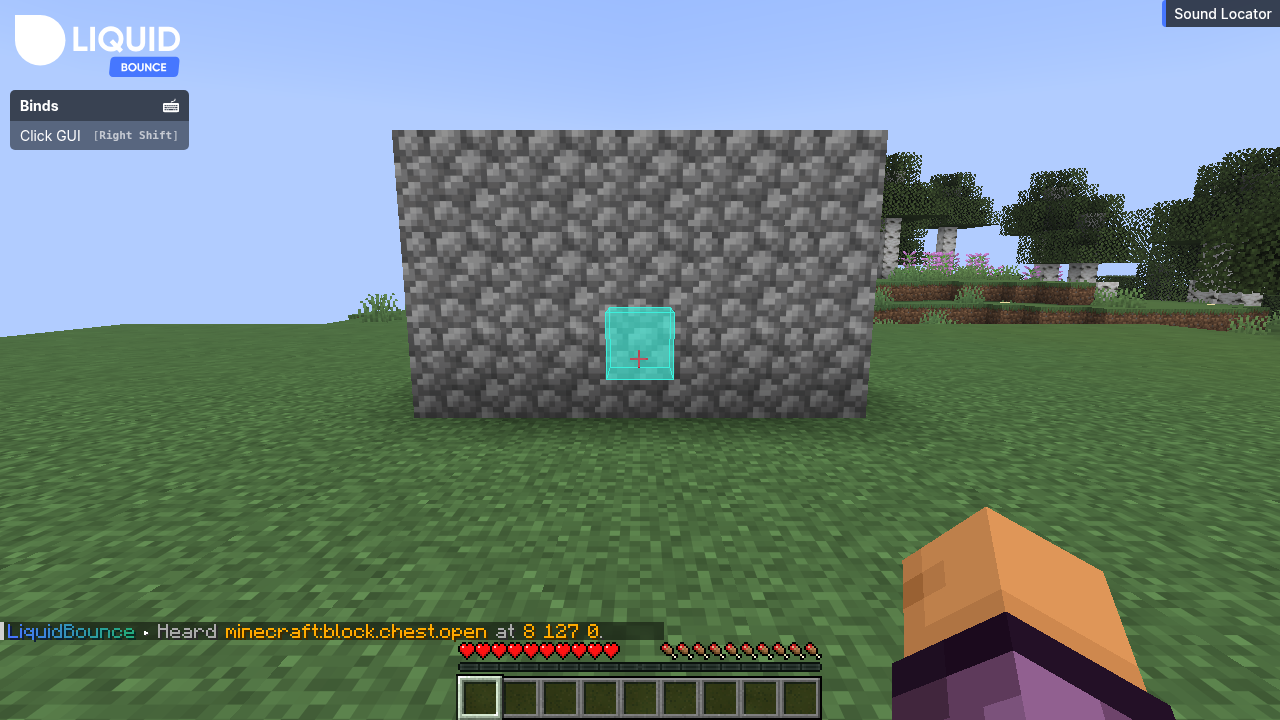 LIQUID
BOUNCE
Sound Locator
Binds
Click GUI [Right Shift]
LiquidBounce • Heard minecraft:block.chest.open at 8 127 0.